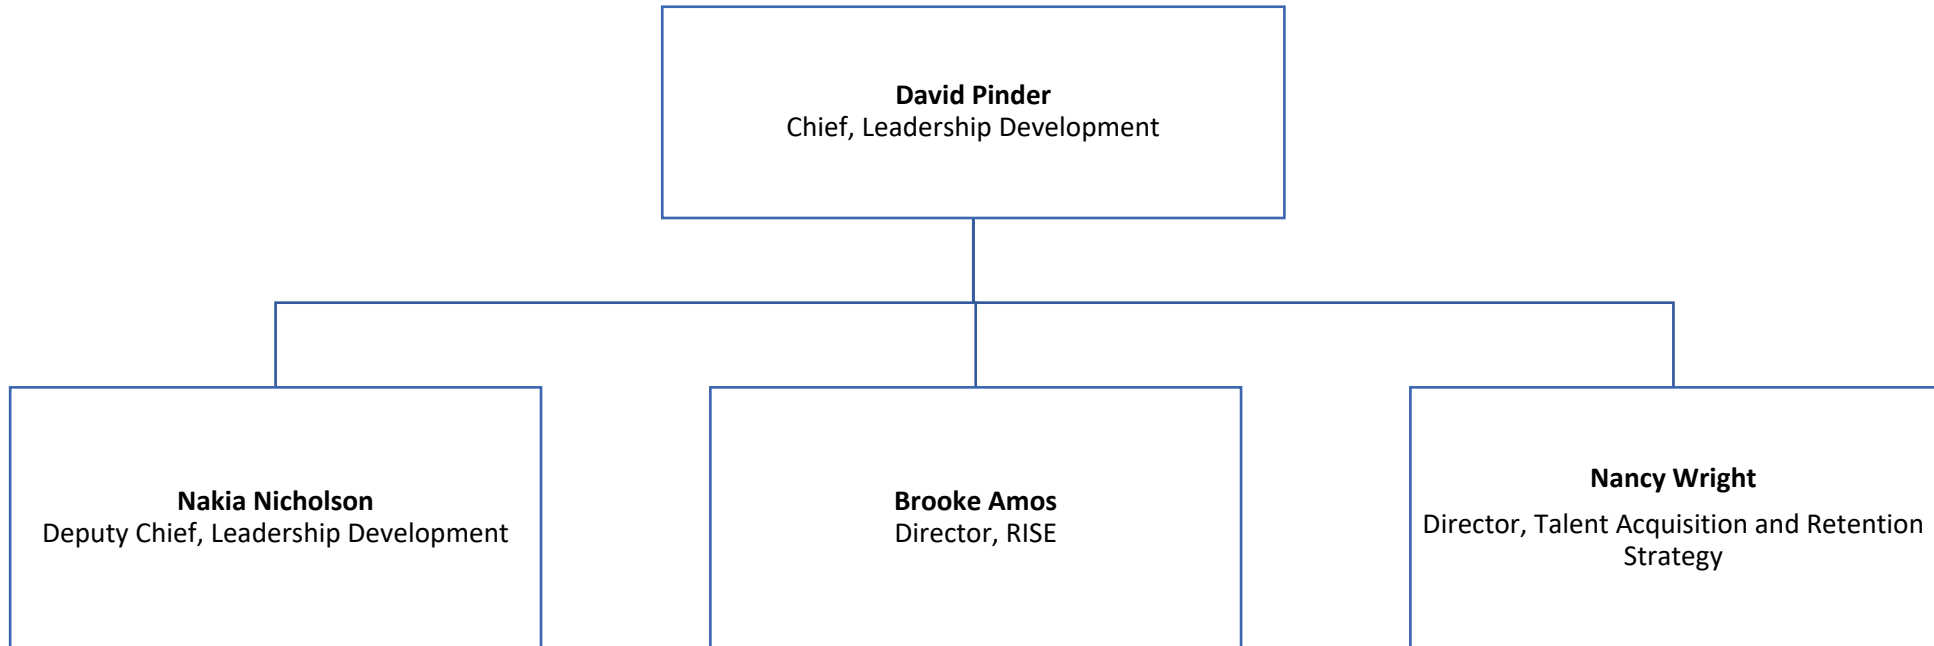 David Pinder
Chief, Leadership Development
Nakia Nicholson
Deputy Chief, Leadership Development
Brooke Amos
Director, RISE
Nancy Wright
Director, Talent Acquisition and Retention
Strategy